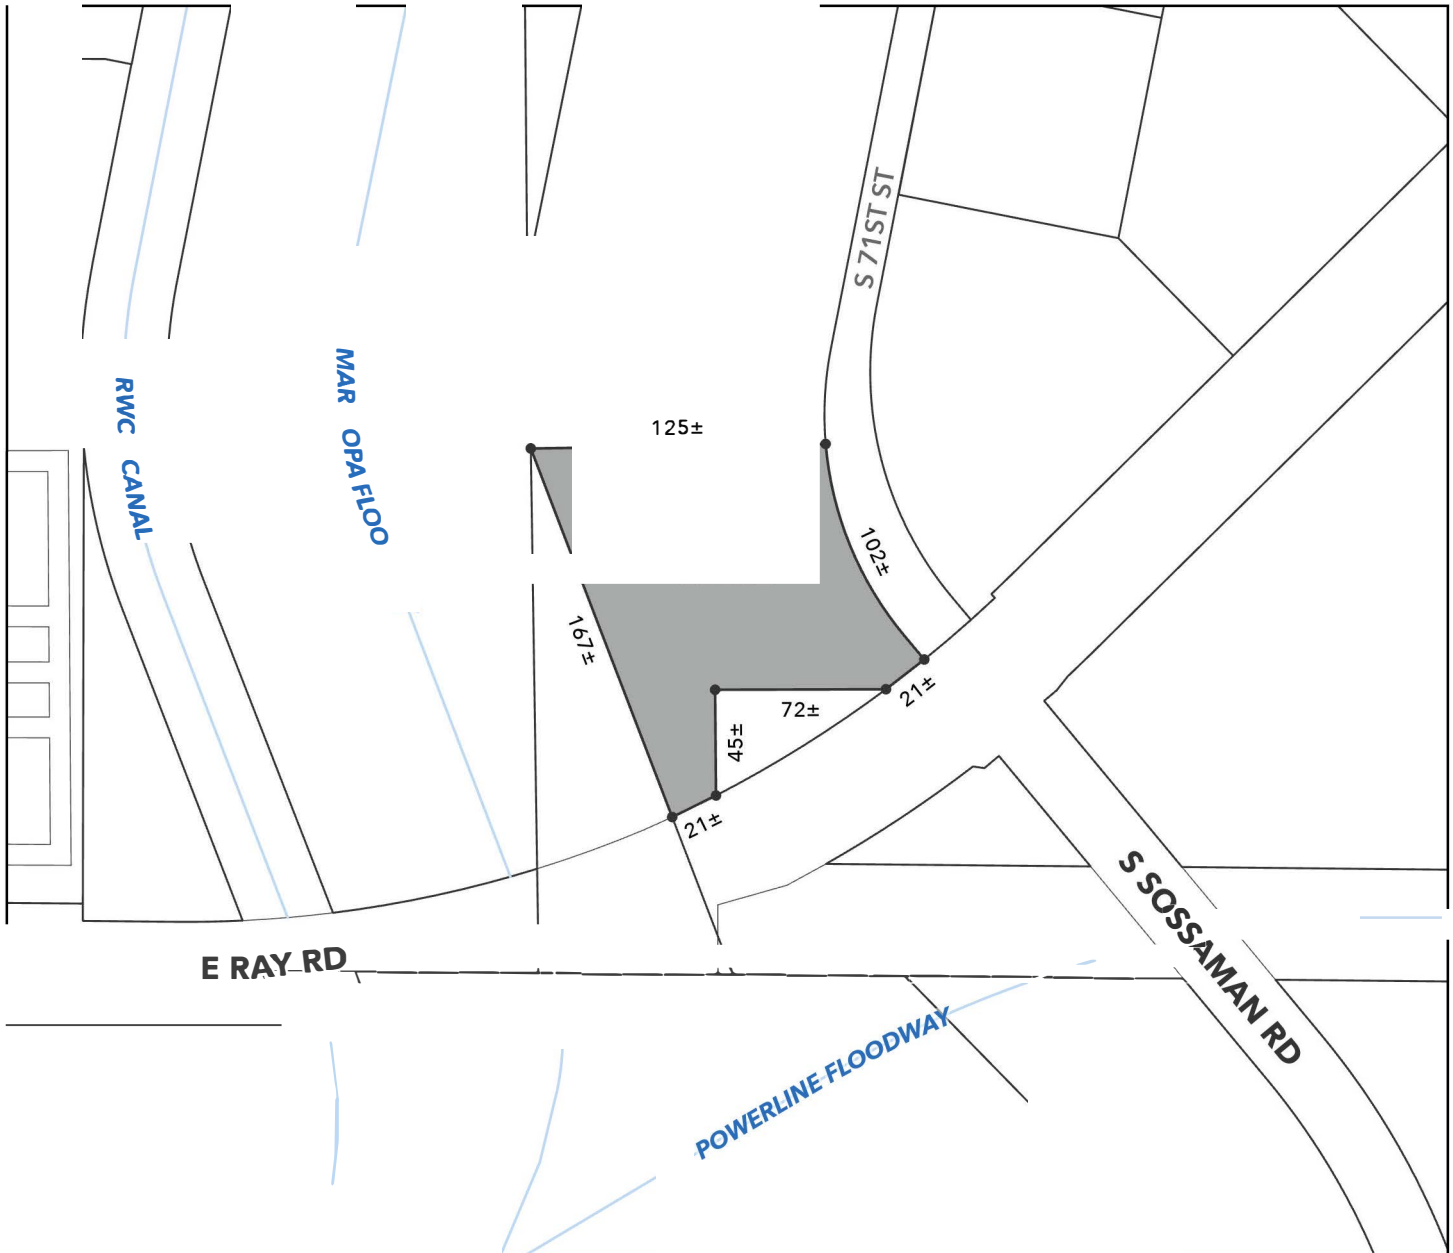 S 71ST ST
MAR OPA FLOO
RWC CANAL
125±
102±
167±
21±
72±
45±
21±
S SOSSAMAN RD
E RAY RD
POWERLINE FLOODWAY